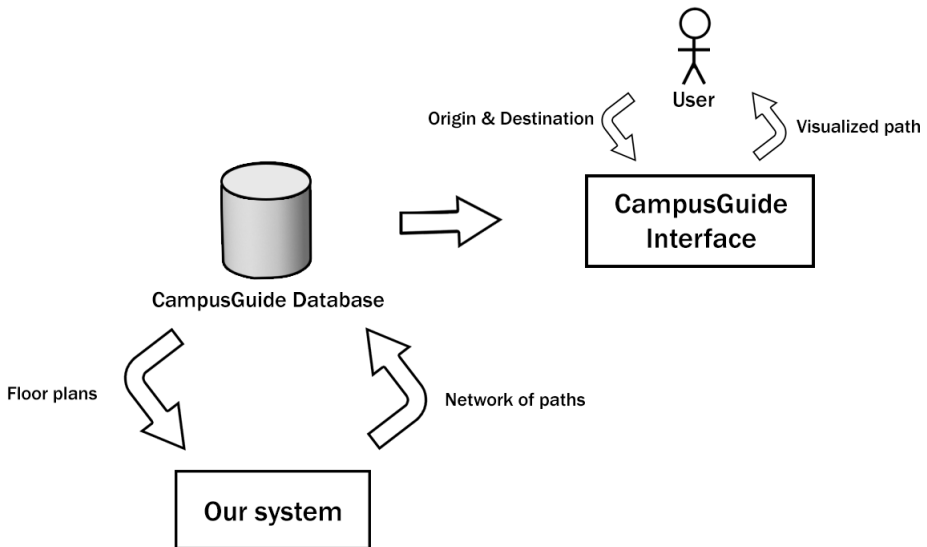 User
Origin & Destination
Visualized path
CampusGuide
Interface
CampusGuide Database
Floor plans
Network of paths
Our system